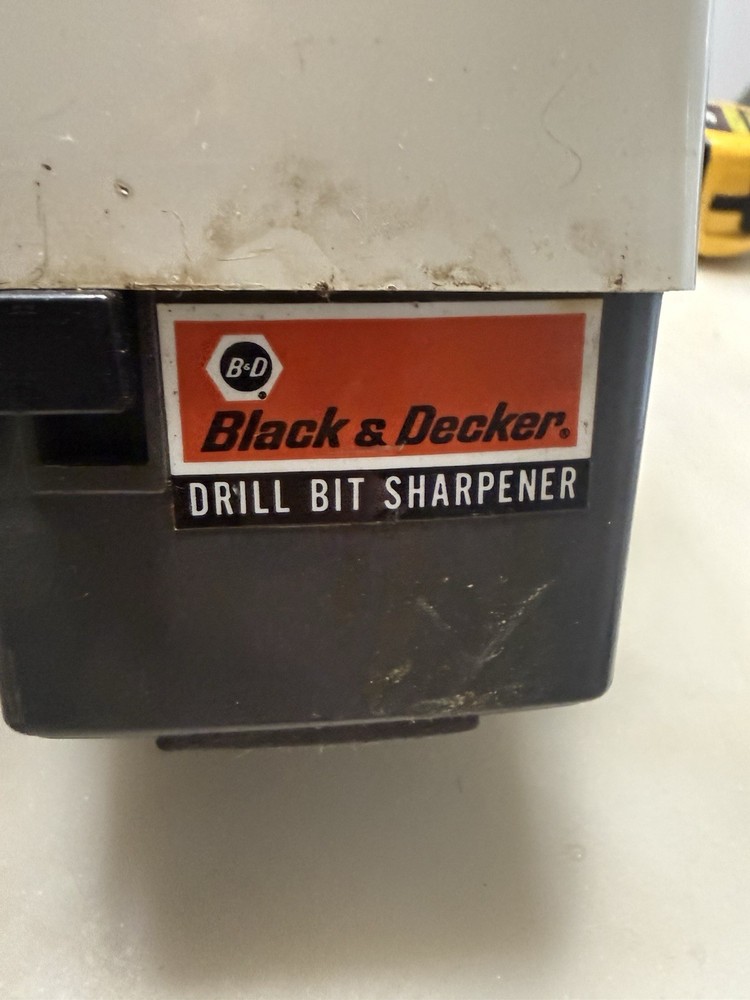 B&D
Black & Decker®
DRILL BIT SHARPENER